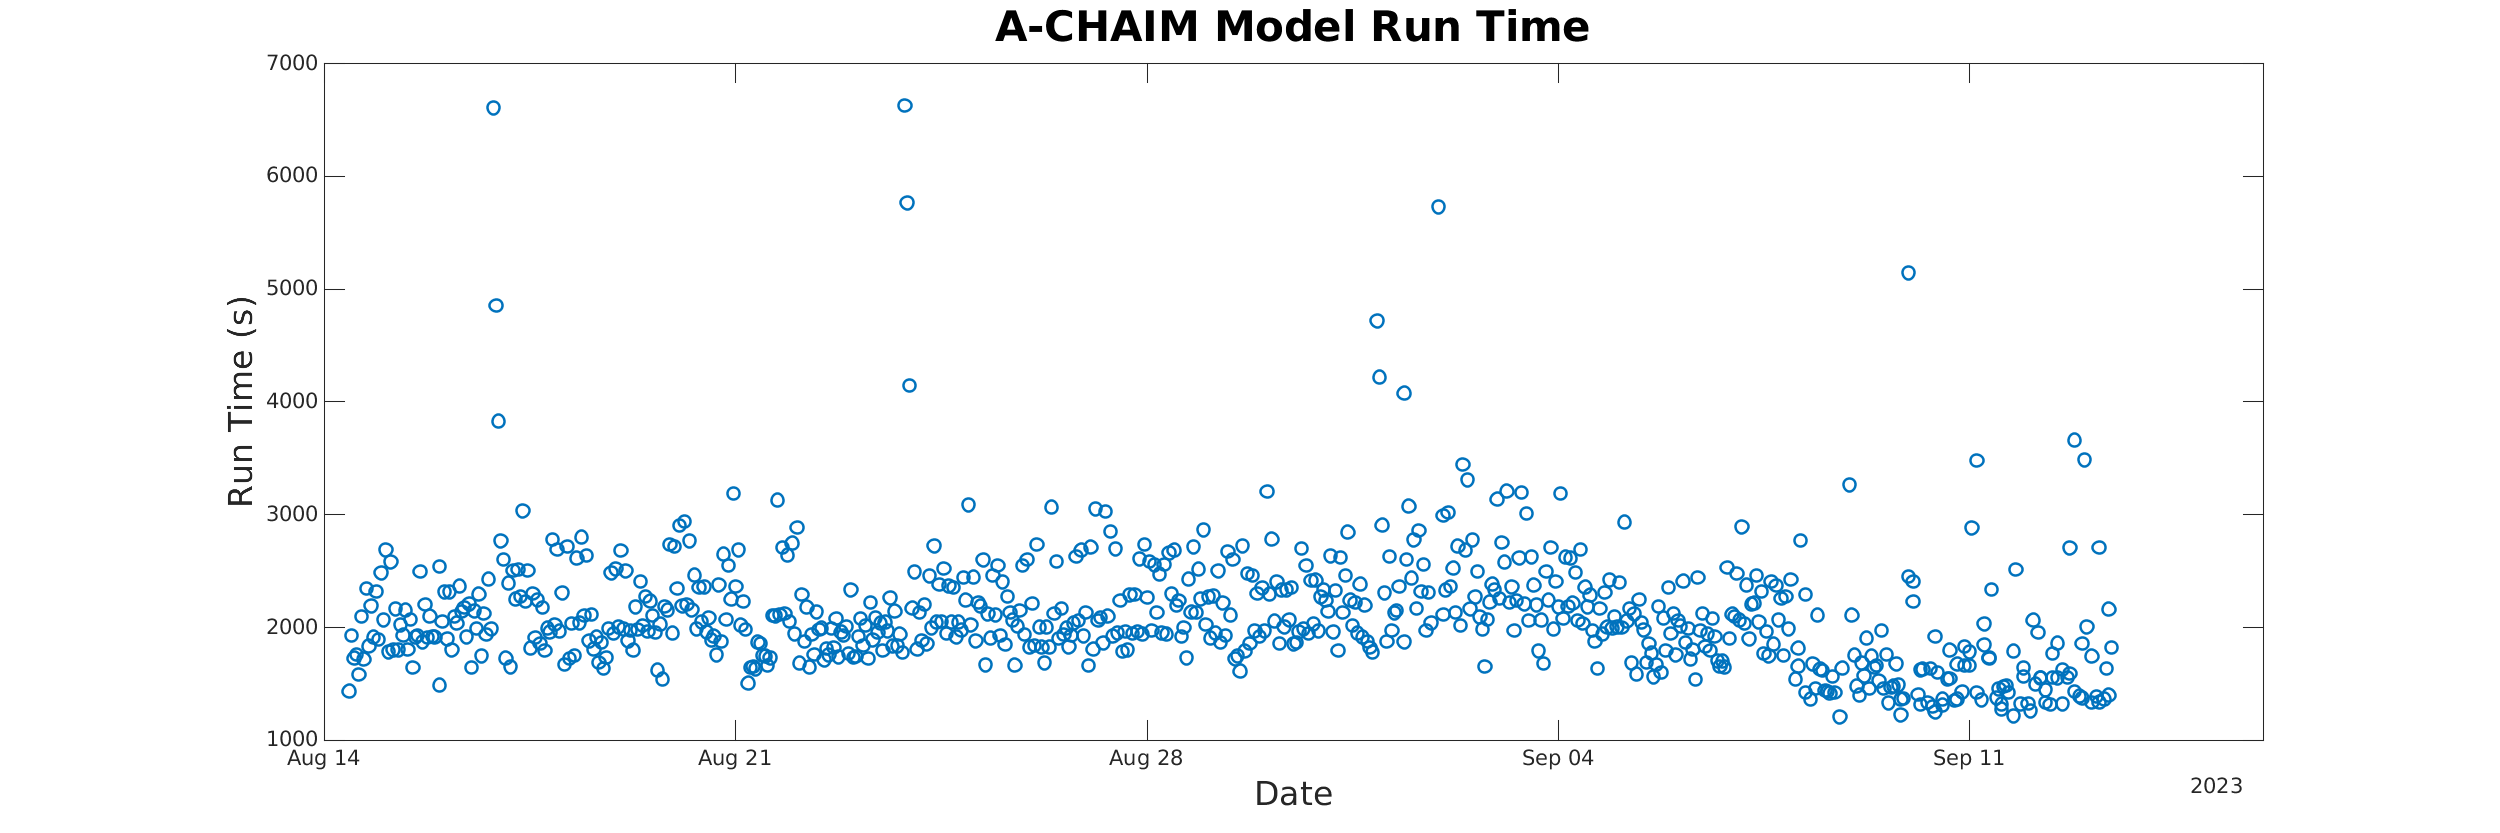 A-CHAIM Model Run Time
7000
6000
5000
4000
3000
2000
1000
Run Time (s)
Aug 14
Aug 21
Aug 28
Sep 04
Sep 11
2023
Date